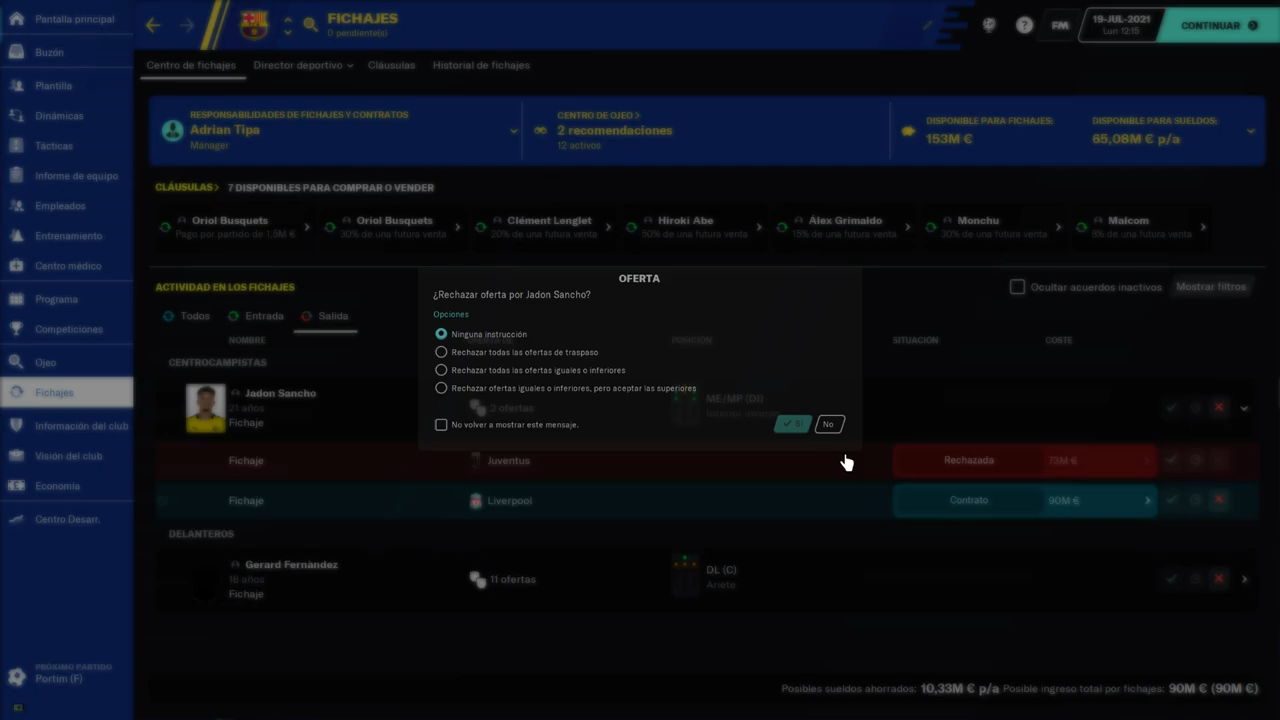 Pantalla principal
FICHAJES
0 pendiente(s)
FM
19-JUL-2021
Lun 12:15
CONTINUAR
Buzón
Plantilla
Dinámicas
Tácticas
Informe de equipo
Empleados
Entrenamiento
Centro médico
Programa
Competiciones
Ojeo
Fichajes
Información del club
Visión del club
Economía
Centro Desarr.
PRÓXIMO PARTIDO
Portim (F)
Centro de fichajes
Director deportivo
Cláusulas
Historial de fichajes
RESPONSABILIDADES DE FICHAJES Y CONTRATOS
Adrian Tipa
Mánager
CENTRO DE OJEO >
2 recomendaciones
12 activos
DISPONIBLE PARA FICHAJES:
153M €
DISPONIBLE PARA SUELDOS:
65,08M € p/a
CLÁUSULAS > 7 DISPONIBLES PARA COMPRAR O VENDER
Oriol Busquets
Pago por partido de 1,5M €
Oriol Busquets
30% de una futura venta
Clément Lenglet
20% de una futura venta
Hiroki Abe
50% de una futura venta
Álex Grimaldo
15% de una futura venta
Monchu
30% de una futura venta
Malcom
8% de una futura venta
ACTIVIDAD EN LOS FICHAJES
Ocultar acuerdos inactivos
Mostrar filtros
Todos
Entrada
Salida
NOMBRE
POSICIÓN
SITUACIÓN
COSTE
CENTROCAMPISTAS
Jadon Sancho
21 años
Fichaje
2 ofertas
ME/MP (DI)
Fichaje
Juventus
Rechazada
73M €
Fichaje
Liverpool
Contrato
90M €
DELANTEROS
Gerard Fernàndez
18 años
Fichaje
11 ofertas
DL (C)
Ariete
OFERTA
¿Rechazar oferta por Jadon Sancho?
Opciones
Ninguna instrucción
Rechazar todas las ofertas de traspaso
Rechazar todas las ofertas iguales o inferiores
Rechazar ofertas iguales o inferiores, pero aceptar las superiores
No volver a mostrar este mensaje.
Sí
No
Posibles sueldos ahorrados: 10,33M € p/a Posible ingreso total por fichajes: 90M € (90M €)